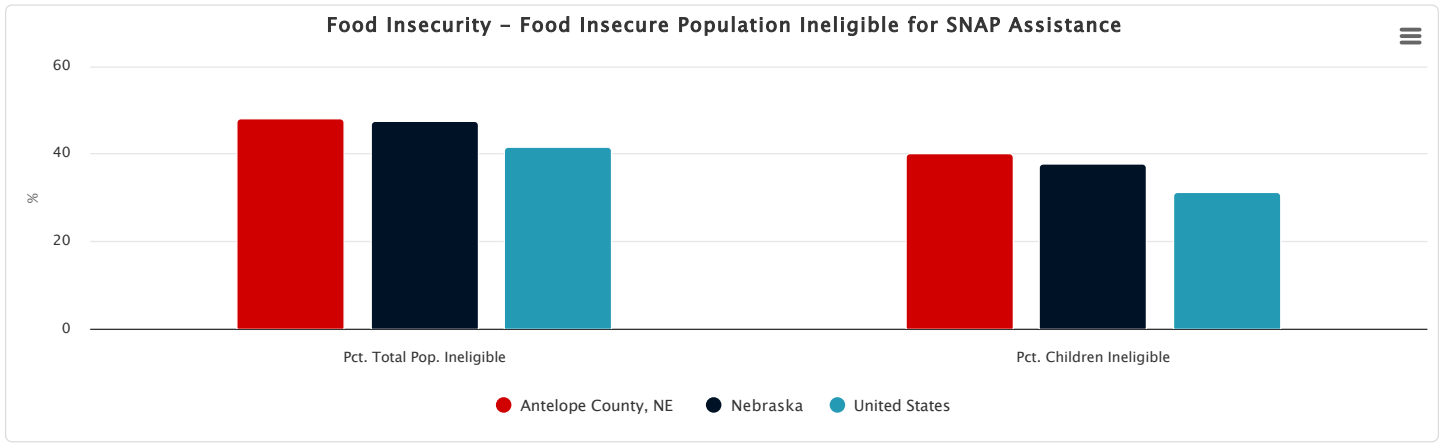 Food Insecurity – Food Insecure Population Ineligible for SNAP Assistance
60
40
%
20
0
Pct. Total Pop. Ineligible
Pct. Children Ineligible
Antelope County, NE
Nebraska
United States